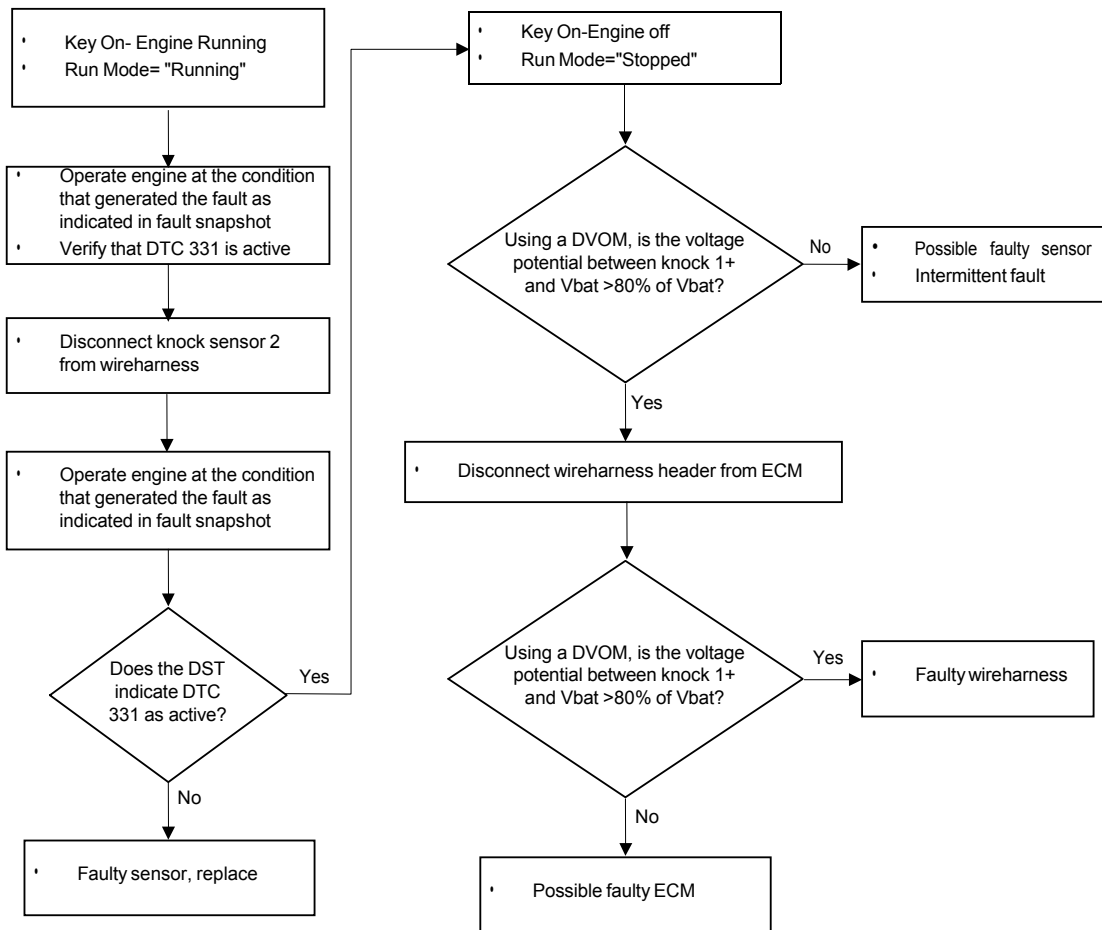 • Key On- Engine Running
• Run Mode= "Running"
• Operate engine at the condition
that generated the fault as
indicated in fault snapshot
• Verify that DTC 331 is active
• Disconnect knock sensor 2
from wireharness
• Operate engine at the condition
that generated the fault as
indicated in fault snapshot
Does the DST
indicate DTC
331 as active?
Yes
No
• Faulty sensor, replace
• Key On-Engine off
• Run Mode="Stopped"
Using a DVOM, is the voltage
potential between knock 1+
and Vbat >80% of Vbat?
No
• Possible faulty sensor
• Intermittent fault
Yes
• Disconnect wireharness header from ECM
Using a DVOM, is the voltage
potential between knock 1+
and Vbat >80% of Vbat?
Yes
• Faulty wireharness
No
• Possible faulty ECM